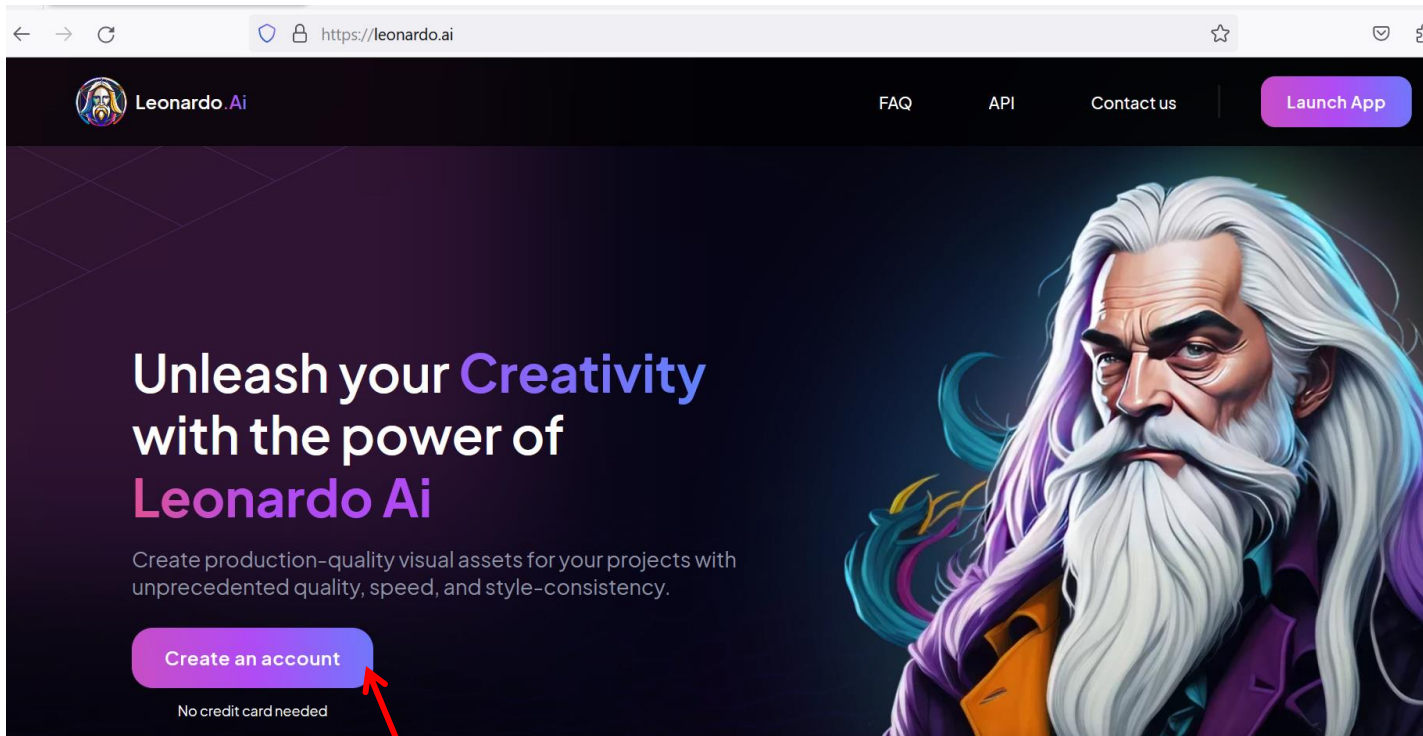 https://leonardo.ai
Leonardo.Ai
FAQ
API
Contact us
Launch App
Unleash your Creativity
with the power of
Leonardo Ai
Create production-quality visual assets for your projects with
unprecedented quality, speed, and style-consistency.
Create an account
No credit card needed